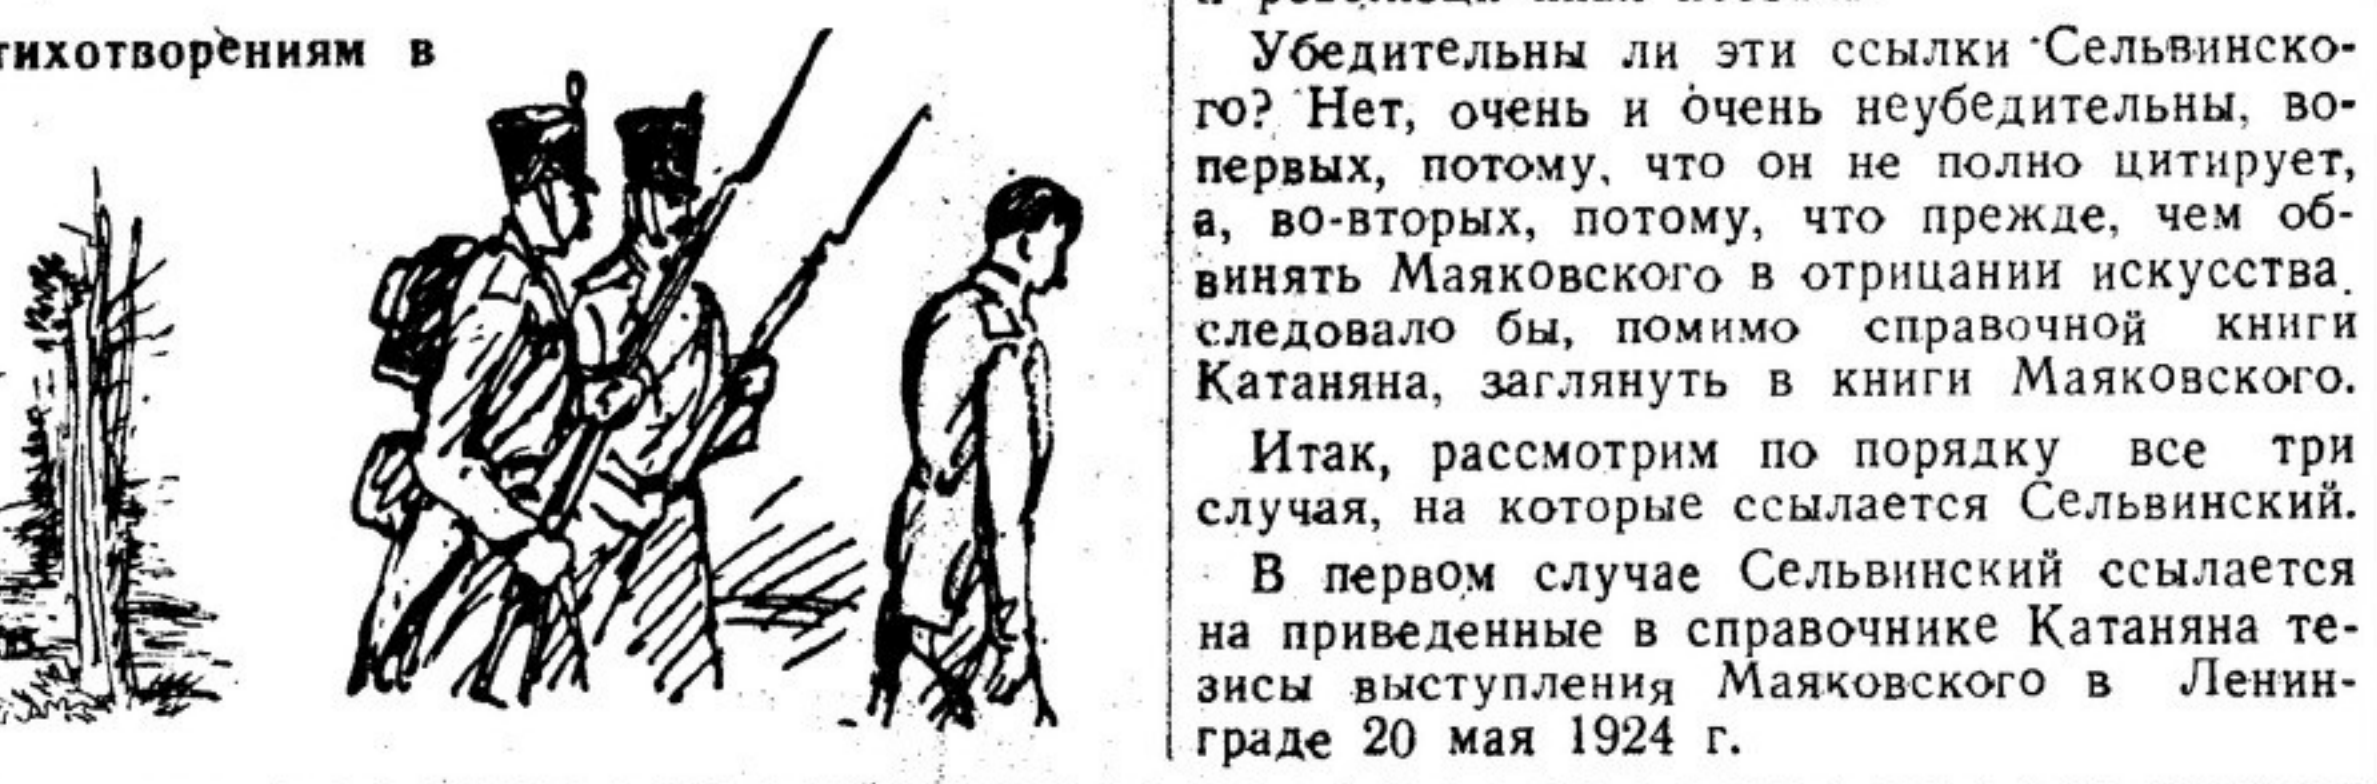 тихотворениям в
Убедительны ли эти ссылки Сельвинско-
го? Нет, очень и очень неубедительны, во-
первых, потому, что он не полно цитирует,
а, во-вторых, потому, что прежде, чем об-
винять Маяковского в отрицании искусства,
следовало бы, помимо справочной книги
Катаняна, заглянуть в книги Маяковского.
Итак, рассмотрим по порядку все три
случая, на которые ссылается Сельвинский.
В первом случае Сельвинский ссылается
на приведенные в справочнике Катаняна те-
зисы выступления Маяковского в Ленин-
граде 20 мая 1924 г.